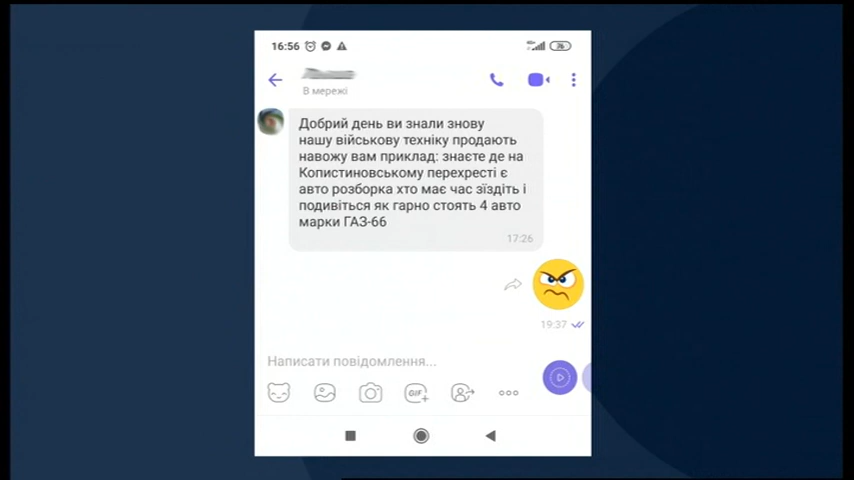 16:56
26
В мережі
Добрий день ви знали знову
нашу військову техніку продають
навожу вам приклад: знаєте де на
Копистиновському перехресті є
авто розборка хто має час зїздіть і
подивіться як гарно стоять 4 авто
марки ГАЗ-66
17:26
19:37
Написати повідомлення...
GIF